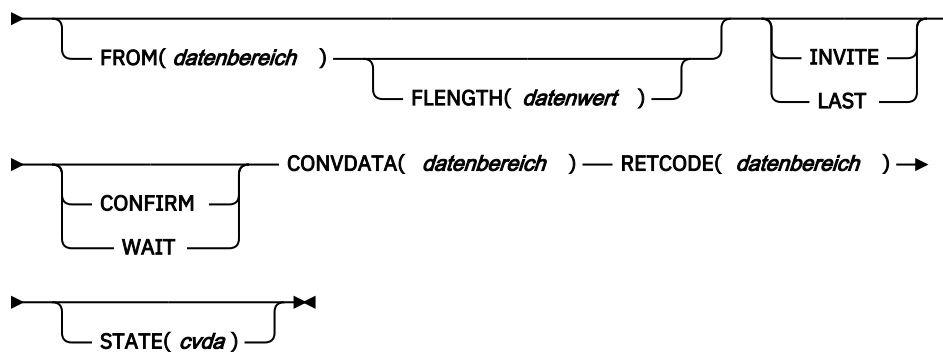 FROM( datenbereich )
FLENGTH( datenwert )
INVITE
LAST
CONFIRM
WAIT
CONVDATA( datenbereich ) RETCODE( datenbereich )
STATE( cvda )